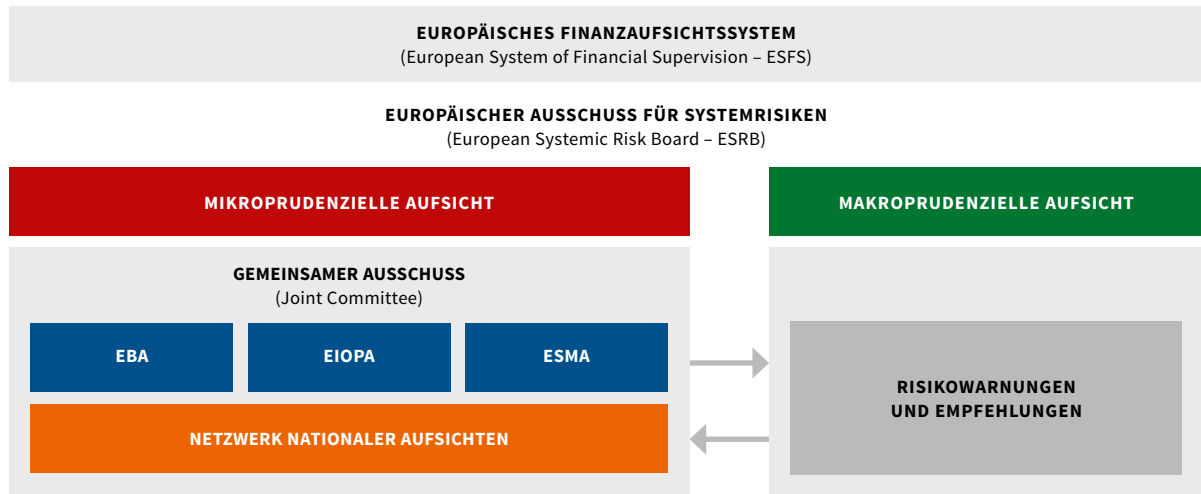 EUROPÄISCHES FINANZAUFSICHTSSYSTEM
(European System of Financial Supervision – ESFS)
EUROPÄISCHER AUSSCHUSS FÜR SYSTEMRISIKEN
(European Systemic Risk Board – ESRB)
MIKROPRUDENZIELLE AUFSICHT
MAKROPRUDENZIELLE AUFSICHT
GEMEINSAMER AUSSCHUSS
(Joint Committee)
EBA
EIOPA
ESMA
NETZWERK NATIONALER AUFSICHTEN
RISIKOWARNUNGEN
UND EMPFEHLUNGEN